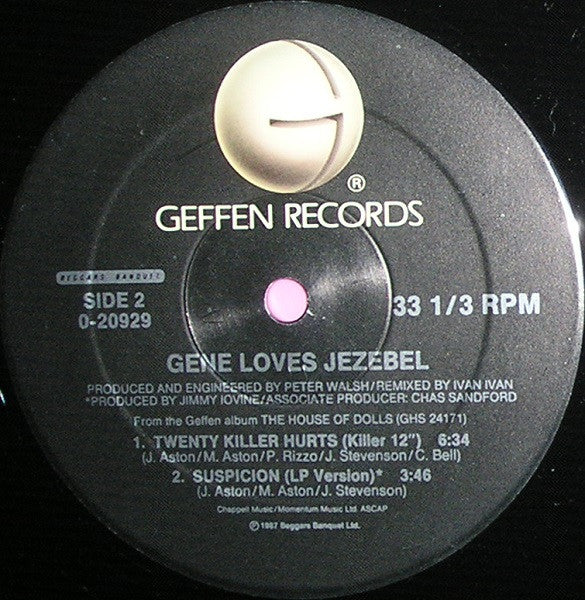 ®
GEFFEN RECORDS
BEGGARS BANQUET
SIDE 2
0-20929
33 1/3 RPM
GENE LOVES JEZEBEL
PRODUCED AND ENGINEERED BY PETER WALSH/REMIXED BY IVAN IVAN
*PRODUCED BY JIMMY IOVINE/ASSOCIATE PRODUCER: CHAS SANDFORD
From the Geffen album THE HOUSE OF DOLLS (GHS 24171)
1. TWENTY KILLER HURTS (Killer 12") 6:34
(J. Aston/M. Aston/P. Rizzo/J. Stevenson/C. Bell)
2. SUSPICION (LP Version)* 3:46
(J. Aston/M. Aston/J. Stevenson)
Chappell Music/Momentum Music Ltd. ASCAP
℗ 1987 Beggars Banquet Ltd.